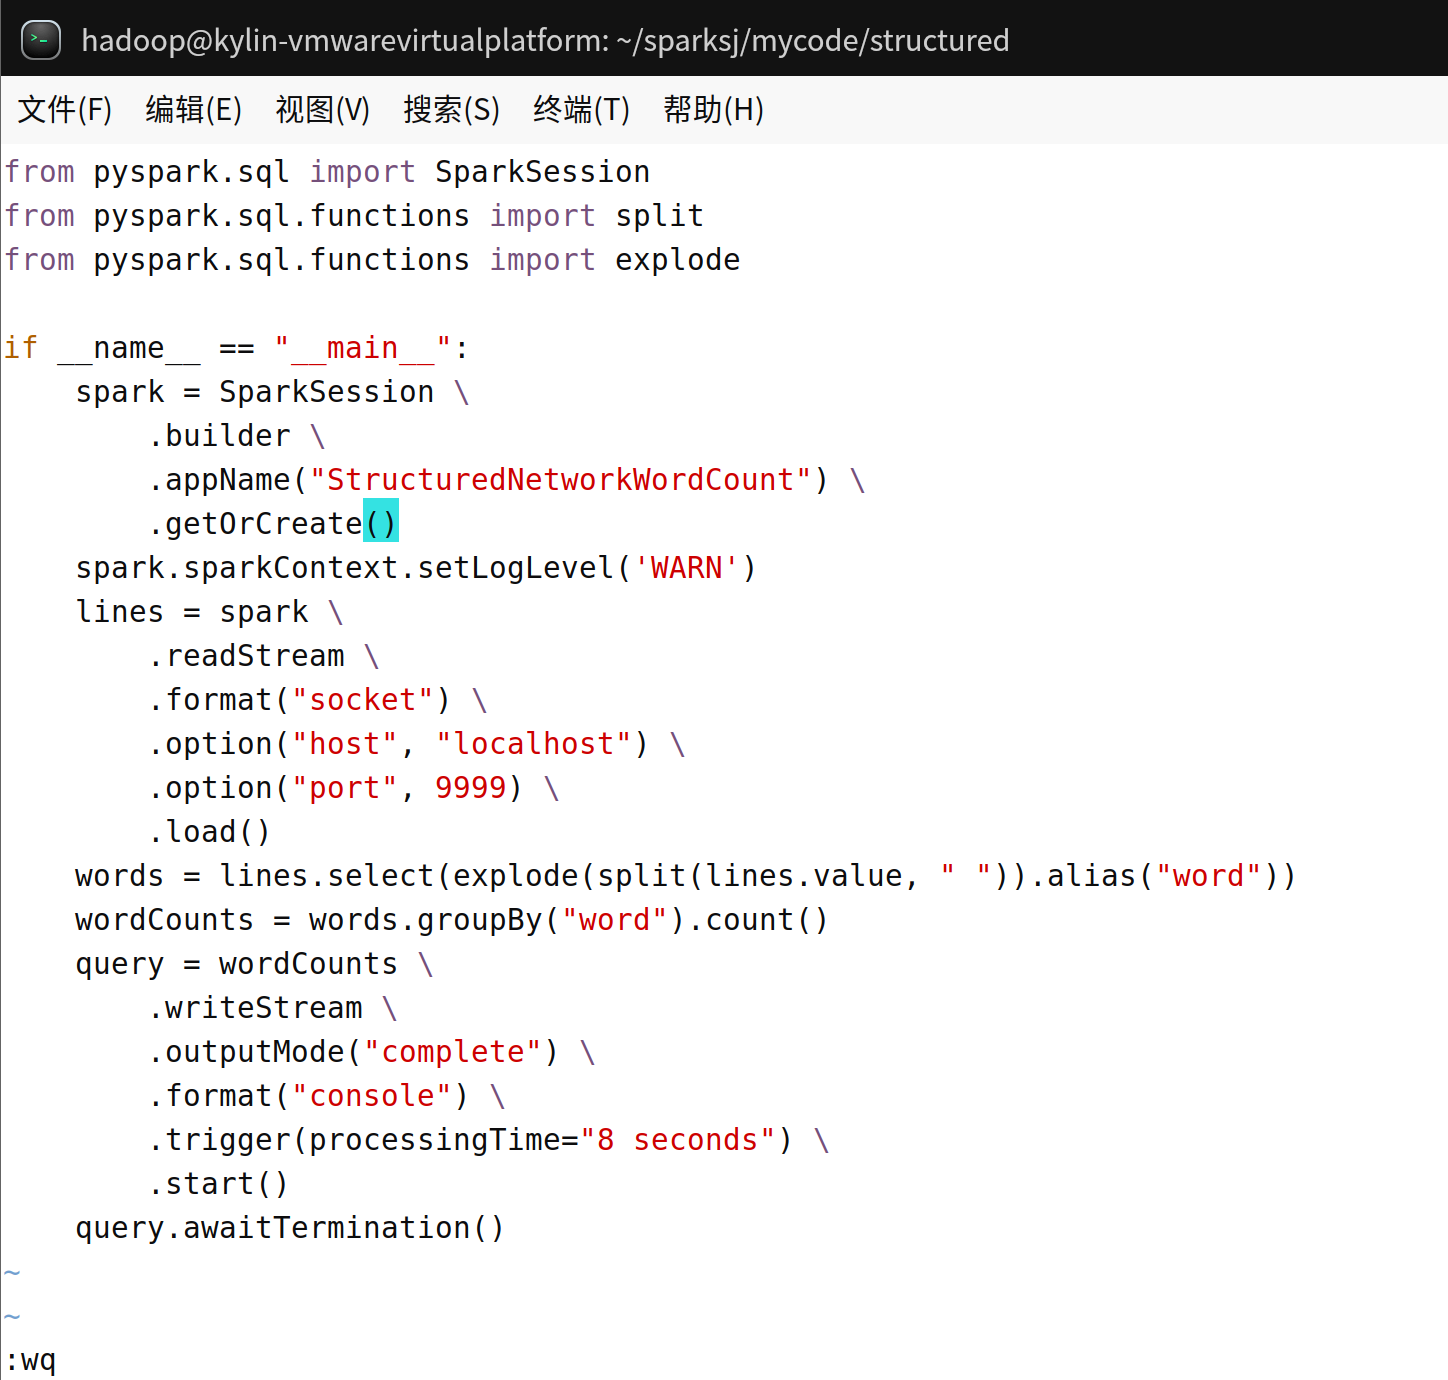 hadoop@kylin-vmwarevirtualplatform: ~/sparksj/mycode/structured
文件(F) 编辑(E) 视图(V) 搜索(S) 终端(T) 帮助(H)
from pyspark.sql import SparkSession
from pyspark.sql.functions import split
from pyspark.sql.functions import explode

if __name__ == "__main__":
    spark = SparkSession \
        .builder \
        .appName("StructuredNetworkWordCount") \
        .getOrCreate()
    spark.sparkContext.setLogLevel('WARN')
    lines = spark \
        .readStream \
        .format("socket") \
        .option("host", "localhost") \
        .option("port", 9999) \
        .load()
    words = lines.select(explode(split(lines.value, " ")).alias("word"))
    wordCounts = words.groupBy("word").count()
    query = wordCounts \
        .writeStream \
        .outputMode("complete") \
        .format("console") \
        .trigger(processingTime="8 seconds") \
        .start()
    query.awaitTermination()
~
~
:wq